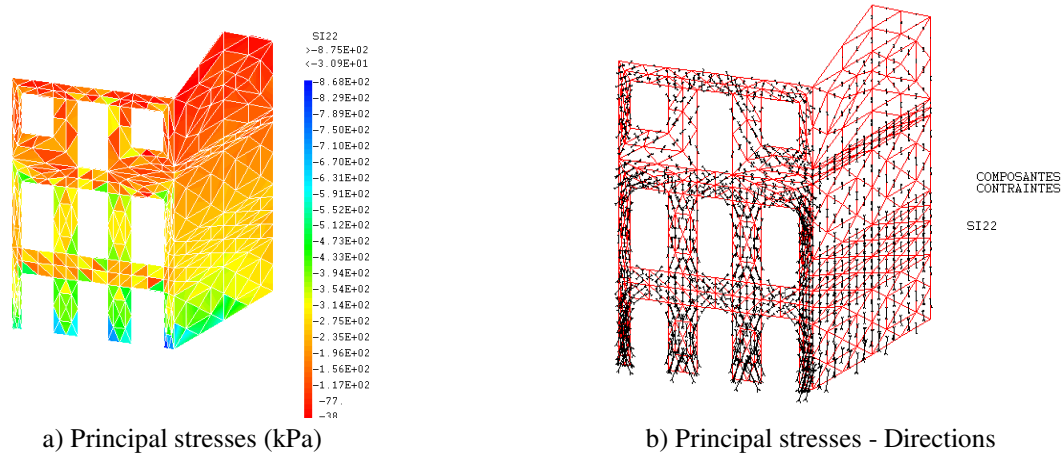 SI22
>-8.75E+02
<-3.09E+01
-8.68E+02
-8.29E+02
-7.90E+02
-7.50E+02
-7.11E+02
-6.71E+02
-6.31E+02
-5.91E+02
-5.52E+02
-5.12E+02
-4.73E+02
-4.33E+02
-3.94E+02
-3.54E+02
-3.14E+02
-2.75E+02
-2.35E+02
-1.96E+02
-1.56E+02
-1.17E+02
-77.
-38.
COMPOSANTES
CONTRAINTES
SI22
a) Principal stresses (kPa)
b) Principal stresses - Directions